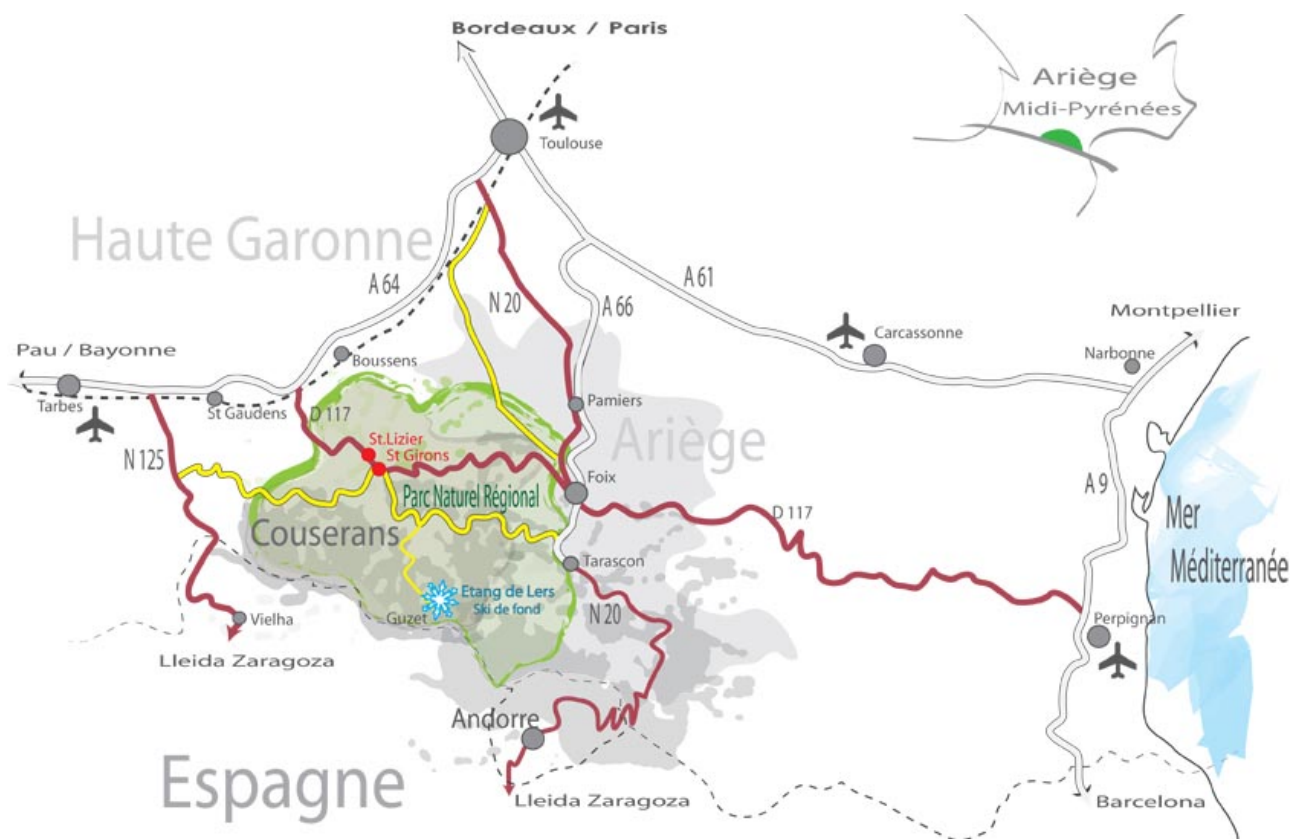 Bordeaux / Paris
Ariège
Midi-Pyrénées
Toulouse
Haute Garonne
A 64
N 20
A 66
A 61
Montpellier
Carcassonne
Narbonne
Pau / Bayonne
Boussens
Tarbes
St Gaudens
D 117
Pamiers
Ariège
St.Lizier
St Girons
N 125
Foix
Parc Naturel Régional
A 9
D 117
Mer
Méditerranée
Couserans
Tarascon
Etang de Lers
Ski de fond
Guzet
N 20
Vielha
Perpignan
Lleida Zaragoza
Andorre
Espagne
Lleida Zaragoza
Barcelona